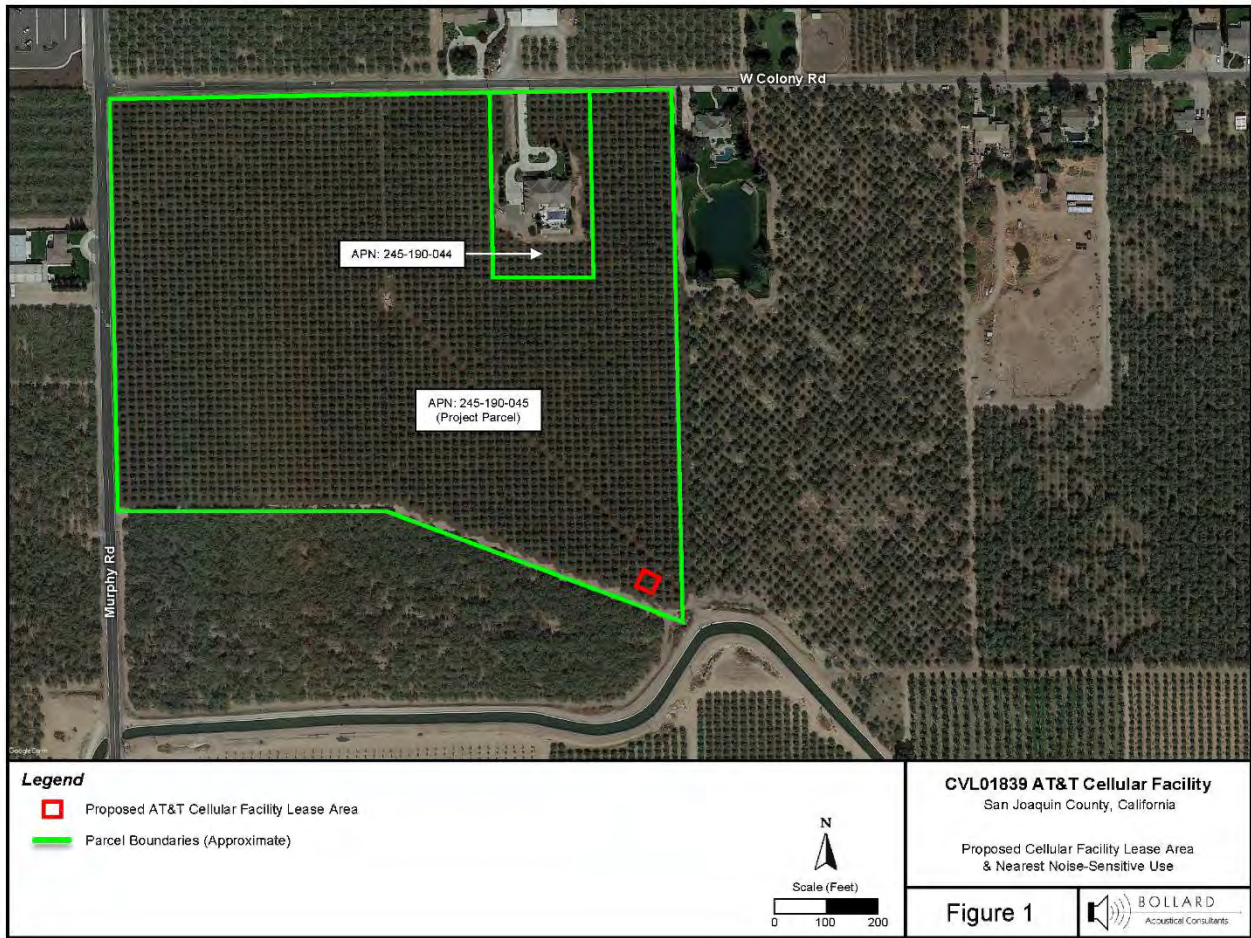 W Colony Rd
APN: 245-190-044
APN: 245-190-045
(Project Parcel)
Murphy Rd
Google Earth
Legend
Proposed AT&T Cellular Facility Lease Area
Parcel Boundaries (Approximate)
N
Scale (Feet)
0 100 200
CVL01839 AT&T Cellular Facility
San Joaquin County, California
Proposed Cellular Facility Lease Area
& Nearest Noise-Sensitive Use
Figure 1
BOLLARD
Acoustical Consultants